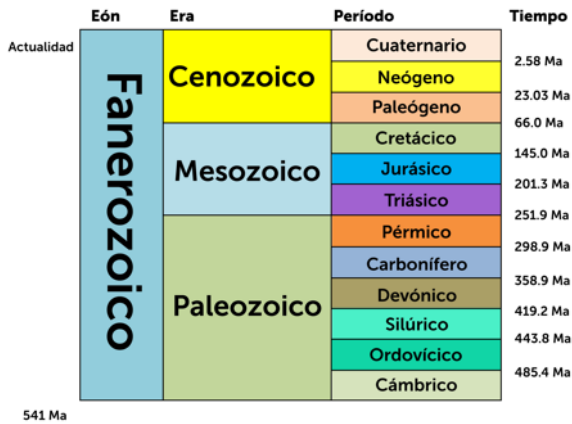 Eón Era Período Tiempo
Actualidad
Fanerozoico
Cenozoico
Cuaternario
2.58 Ma
Neógeno
23.03 Ma
Paleógeno
66.0 Ma
Mesozoico
Cretácico
145.0 Ma
Jurásico
201.3 Ma
Triásico
251.9 Ma
Paleozoico
Pérmico
298.9 Ma
Carbonífero
358.9 Ma
Devónico
419.2 Ma
Silúrico
443.8 Ma
Ordovícico
485.4 Ma
Cámbrico
541 Ma